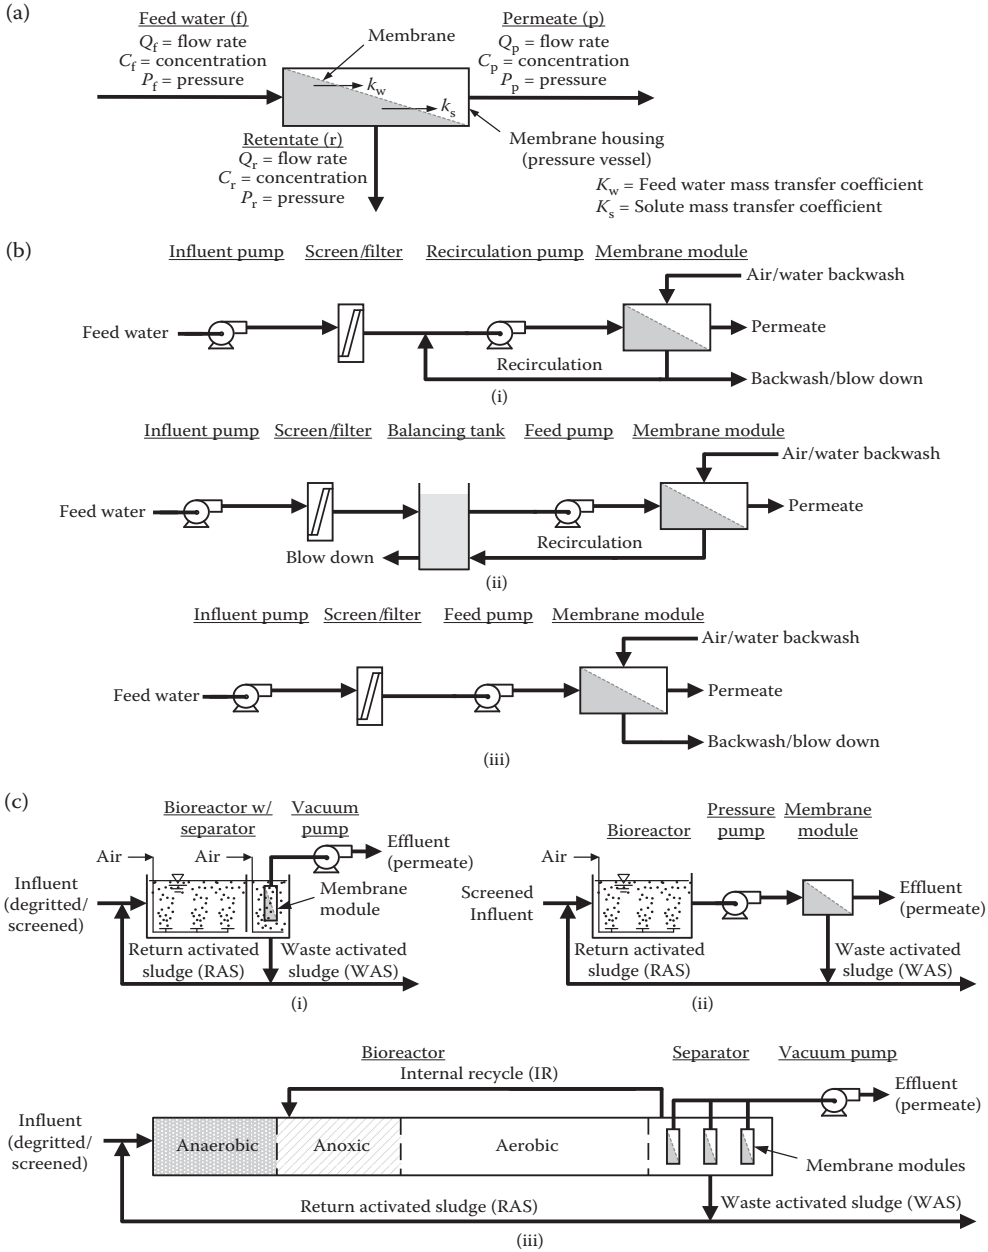 (a)
Feed water (f)
Q_f = flow rate
C_f = concentration
P_f = pressure
Membrane
Permeate (p)
Q_p = flow rate
C_p = concentration
P_p = pressure
k_w
k_s
Retentate (r)
Q_r = flow rate
C_r = concentration
P_r = pressure
Membrane housing
(pressure vessel)
K_w = Feed water mass transfer coefficient
K_s = Solute mass transfer coefficient
(b)
Influent pump Screen/filter Recirculation pump Membrane module
Air/water backwash
Feed water
Permeate
Recirculation
Backwash/blow down
(i)
Influent pump Screen/filter Balancing tank Feed pump Membrane module
Air/water backwash
Feed water
Permeate
Recirculation
Blow down
(ii)
Influent pump Screen/filter Feed pump Membrane module
Air/water backwash
Feed water
Permeate
Backwash/blow down
(iii)
(c)
Bioreactor w/
separator
Vacuum
pump
Air
Air
Effluent
(permeate)
Influent
(degritted/
screened)
Membrane
module
Return activated
sludge (RAS)
Waste activated
sludge (WAS)
(i)
Bioreactor
Pressure
pump
Membrane
module
Air
Screened
Influent
Effluent
(permeate)
Return activated
sludge (RAS)
Waste activated
sludge (WAS)
(ii)
Bioreactor
Separator
Vacuum pump
Internal recycle (IR)
Effluent
(permeate)
Influent
(degritted/
screened)
Anaerobic
Anoxic
Aerobic
Membrane modules
Return activated sludge (RAS)
Waste activated sludge (WAS)
(iii)